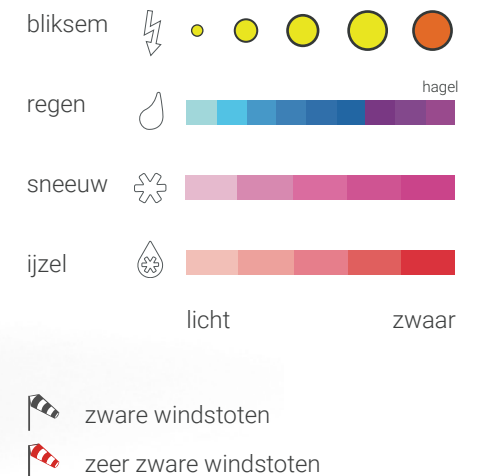 bliksem
hagel
regen
sneeuw
ijzel
licht zwaar
zware windstoten
zeer zware windstoten